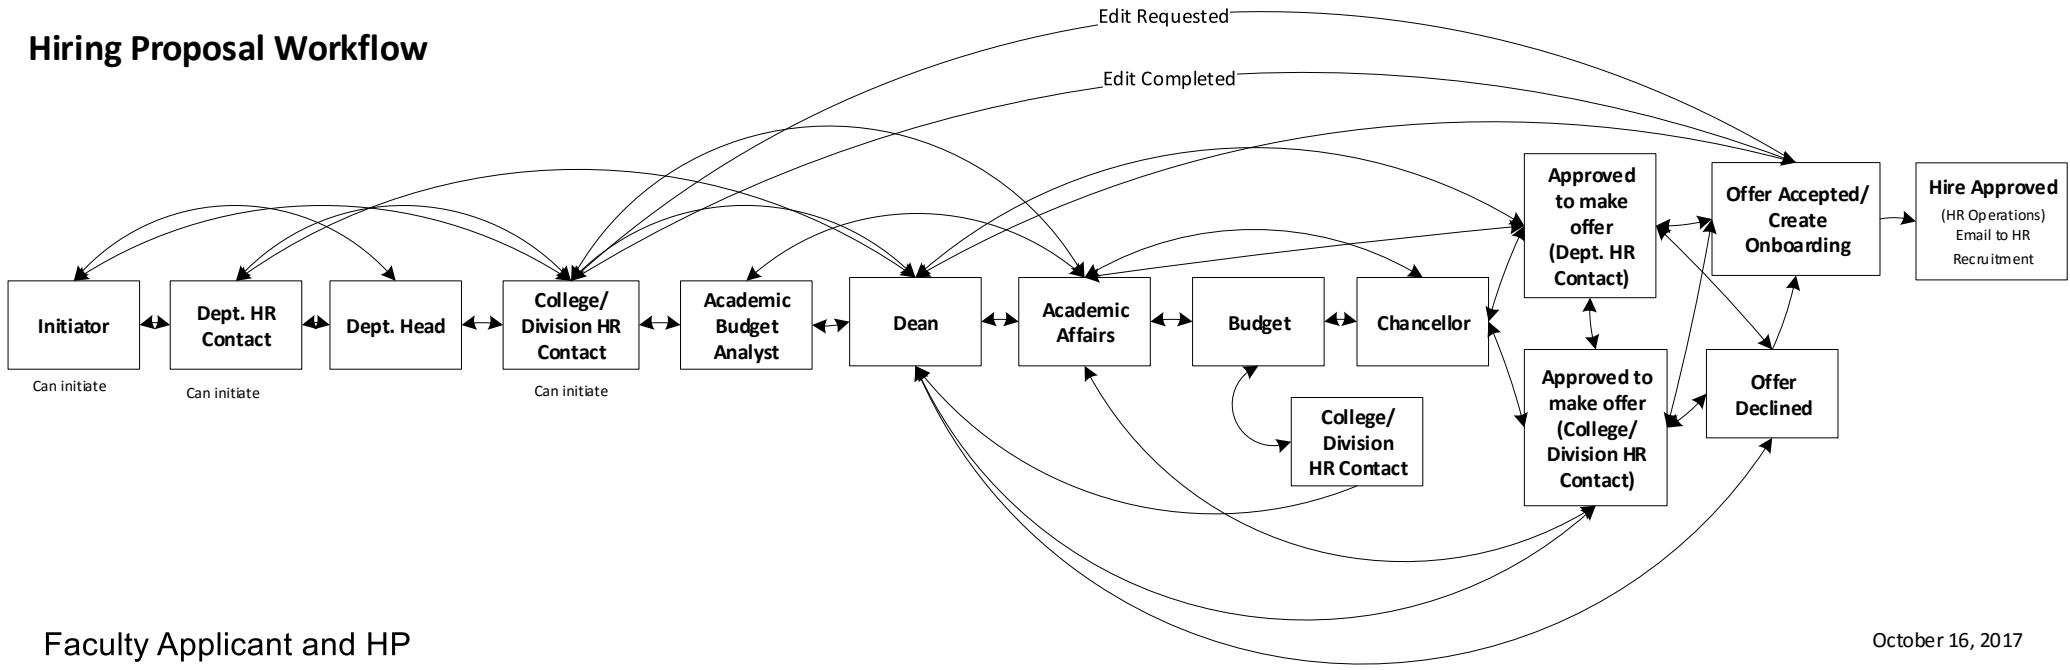 Edit Requested
Hiring Proposal Workflow
Edit Completed
Initiator
Can initiate
Dept. HR
Contact
Can initiate
Dept. Head
College/
Division HR
Contact
Can initiate
Academic
Budget
Analyst
Dean
Academic
Affairs
Budget
College/
Division
HR Contact
Chancellor
Approved
to make
offer
(Dept. HR
Contact)
Approved to
make offer
(College/
Division HR
Contact)
Offer Accepted/
Create
Onboarding
Offer
Declined
Hire Approved
(HR Operations)
Email to HR
Recruitment
Faculty Applicant and HP
October 16, 2017